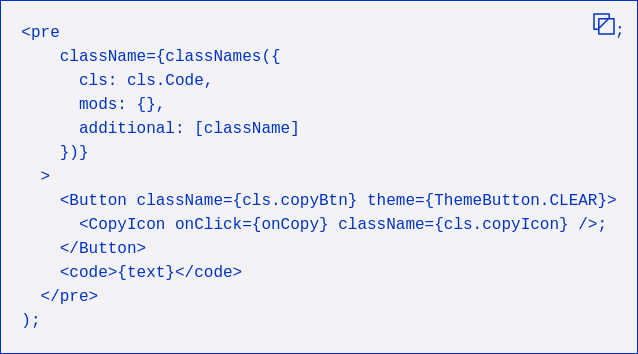 <pre
    className={classNames({
      cls: cls.Code,
      mods: {},
      additional: [className]
    })}
  >
    <Button className={cls.copyBtn} theme={ThemeButton.CLEAR}>
      <CopyIcon onClick={onCopy} className={cls.copyIcon} />;
    </Button>
    <code>{text}</code>
  </pre>
);
;